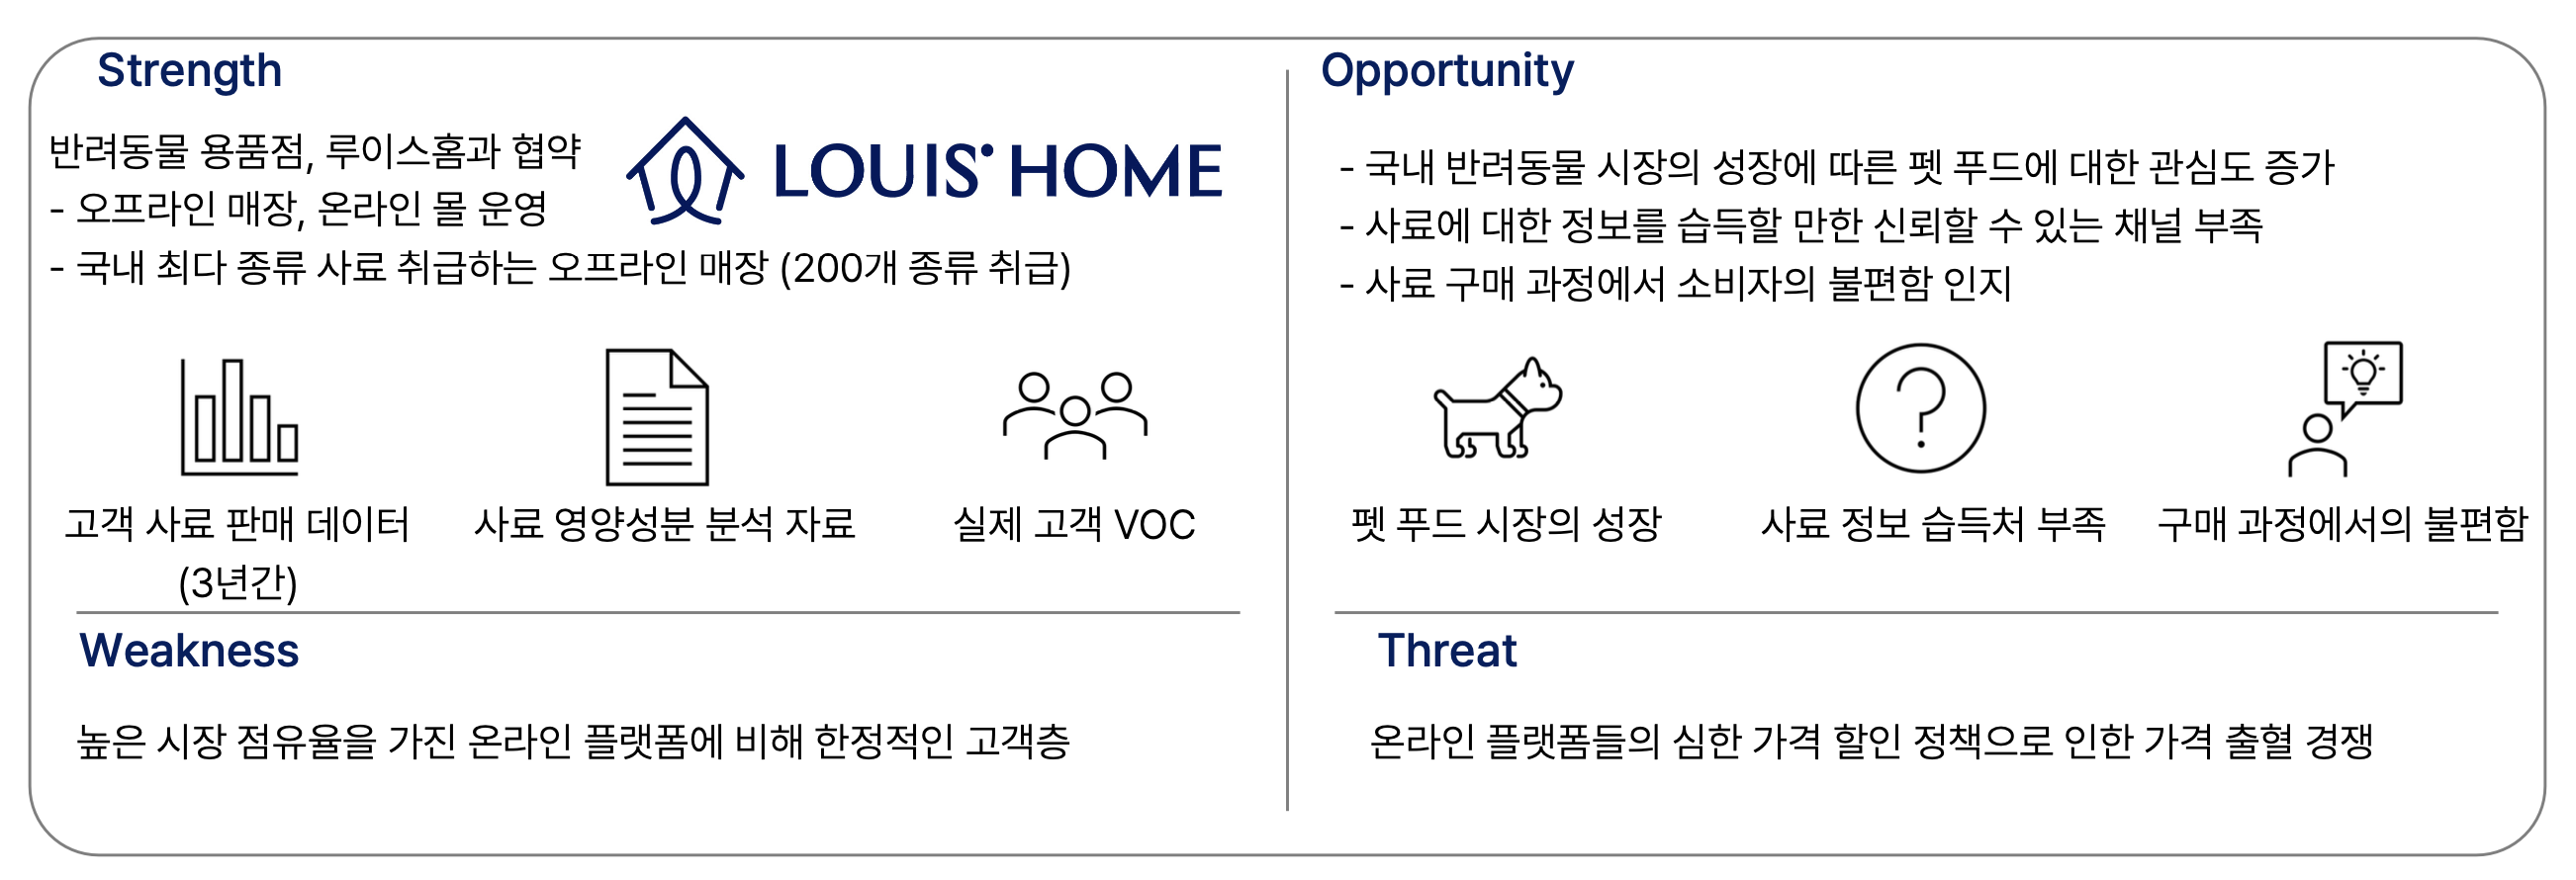 Strength
반려동물 용품점, 루이스홈과 협약
- 오프라인 매장, 온라인 몰 운영
- 국내 최다 종류 사료 취급하는 오프라인 매장 (200개 종류 취급)
LOUIS' HOME
고객 사료 판매 데이터
(3년간)
사료 영양성분 분석 자료
실제 고객 VOC
Opportunity
- 국내 반려동물 시장의 성장에 따른 펫 푸드에 대한 관심도 증가
- 사료에 대한 정보를 습득할 만한 신뢰할 수 있는 채널 부족
- 사료 구매 과정에서 소비자의 불편함 인지
펫 푸드 시장의 성장
사료 정보 습득처 부족
구매 과정에서의 불편함
Weakness
높은 시장 점유율을 가진 온라인 플랫폼에 비해 한정적인 고객층
Threat
온라인 플랫폼들의 심한 가격 할인 정책으로 인한 가격 출혈 경쟁